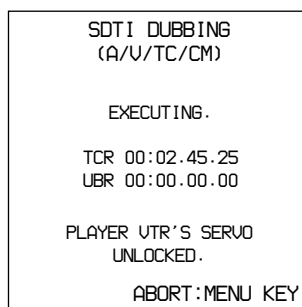 SDTI DUBBING
(A/V/TC/CM)
EXECUTING.
TCR 00:02.45.25
UBR 00:00.00.00
PLAYER VTR'S SERVO
UNLOCKED.
ABORT:MENU KEY